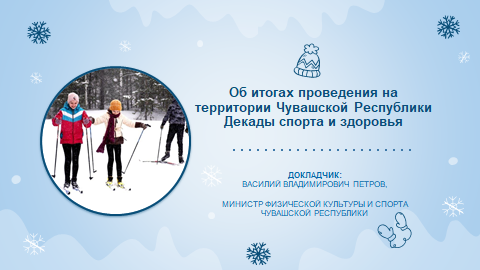 Об итогах проведения на
территории Чувашской Республики
Декады спорта и здоровья
ДОКЛАДЧИК:
ВАСИЛИЙ ВЛАДИМИРОВИЧ ПЕТРОВ,
МИНИСТР ФИЗИЧЕСКОЙ КУЛЬТУРЫ И СПОРТА
ЧУВАШСКОЙ РЕСПУБЛИКИ